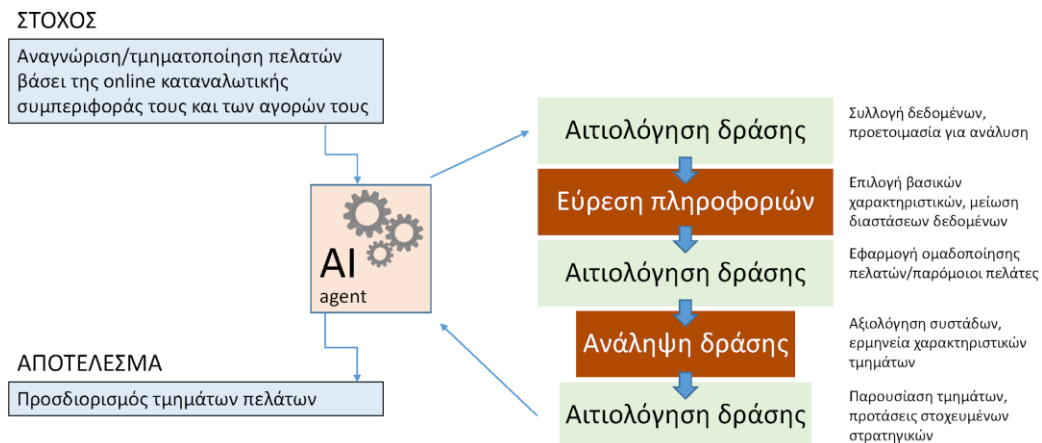 ΣΤΟΧΟΣ
Αναγνώριση/τμηματοποίηση πελατών
βάσει της online καταναλωτικής
συμπεριφοράς τους και των αγορών τους
AI
agent
ΑΠΟΤΕΛΕΣΜΑ
Προσδιορισμός τμημάτων πελάτων
Αιτιολόγηση δράσης
Συλλογή δεδομένων,
προετοιμασία για ανάλυση
Εύρεση πληροφοριών
Επιλογή βασικών
χαρακτηριστικών, μείωση
διαστάσεων δεδομένων
Αιτιολόγηση δράσης
Εφαρμογή ομαδοποίησης
πελατών/παρόμοιοι πελάτες
Ανάληψη δράσης
Αξιολόγηση συστάδων,
ερμηνεία χαρακτηριστικών
τμημάτων
Αιτιολόγηση δράσης
Παρουσίαση τμημάτων,
προτάσεις στοχευμένων
στρατηγικών